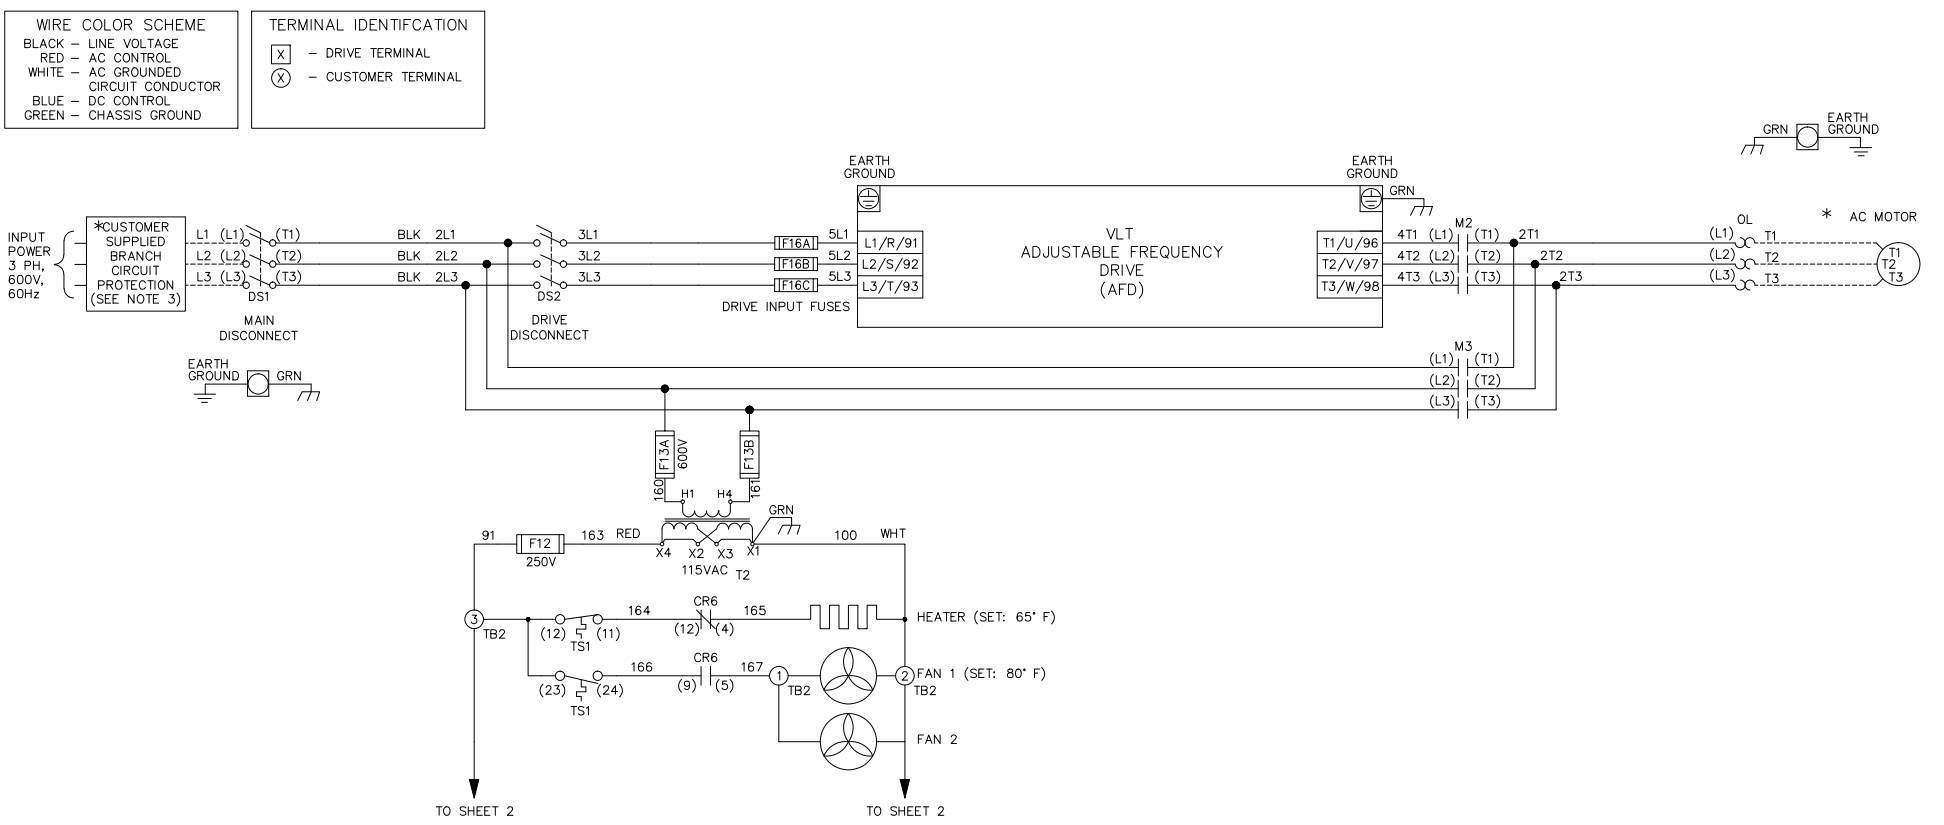 WIRE COLOR SCHEME
BLACK – LINE VOLTAGE
RED – AC CONTROL
WHITE – AC GROUNDED
CIRCUIT CONDUCTOR
BLUE – DC CONTROL
GREEN – CHASSIS GROUND
TERMINAL IDENTIFCATION
X – DRIVE TERMINAL
X – CUSTOMER TERMINAL
GRN
EARTH
GROUND
INPUT
POWER
3 PH,
600V,
60Hz
*CUSTOMER
SUPPLIED
BRANCH
CIRCUIT
PROTECTION
(SEE NOTE 3)
L1 (L1) (T1) BLK 2L1 3L1 F16A 5L1 L1/R/91
L2 (L2) (T2) BLK 2L2 3L2 F16B 5L2 L2/S/92
L3 (L3) (T3) BLK 2L3 3L3 F16C 5L3 L3/T/93
DS1
MAIN
DISCONNECT
DS2
DRIVE
DISCONNECT
DRIVE INPUT FUSES
EARTH
GROUND
VLT
ADJUSTABLE FREQUENCY
DRIVE
(AFD)
EARTH
GROUND
GRN
M2
T1/U/96 4T1 (L1) (T1) 2T1
T2/V/97 4T2 (L2) (T2) 2T2
T3/W/98 4T3 (L3) (T3) 2T3
OL
(L1) T1
(L2) T2
(L3) T3
* AC MOTOR
T1
T2
T3
EARTH
GROUND GRN
M3
(L1) (T1)
(L2) (T2)
(L3) (T3)
F13A
600V
F13B
160
161
H1 H4
GRN
91 F12 163 RED
250V
X4 X2 X3 X1
115VAC T2
100 WHT
3
TB2
(12) (11)
TS1
164
CR6
(12) (4)
165
HEATER (SET: 65° F)
(23) (24)
TS1
166
CR6
(9) (5)
167
1
TB2
2
TB2
FAN 1 (SET: 80° F)
FAN 2
TO SHEET 2
TO SHEET 2